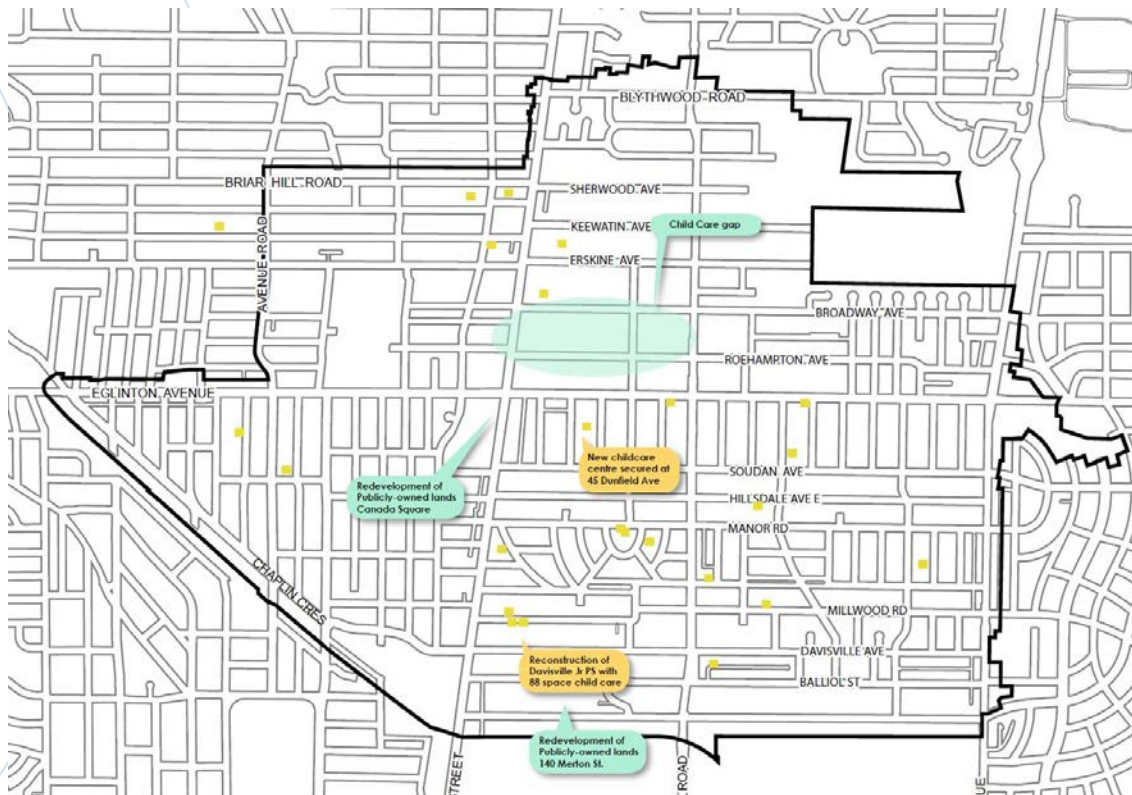 BLYTHWOOD ROAD
BRIAR HILL ROAD
SHERWOOD AVE
KEEWATIN AVE
Child Care gap
ERSKINE AVE
AVENUE ROAD
BROADWAY AVE
ROEHAMPTON AVE
EGLINTON AVENUE
New childcare
centre secured at
45 Dunfield Ave
SOUDAN AVE
Redevelopment of
Publicly-owned lands
Canada Square
HILLSDALE AVE E
MANOR RD
CHAPLIN CRES
MILLWOOD RD
DAVISVILLE AVE
Reconstruction of
Davisville Jr PS with
88 space child care
BALLIOL ST
Redevelopment of
Publicly-owned lands
140 Merton St.
STREET
ROAD
UE